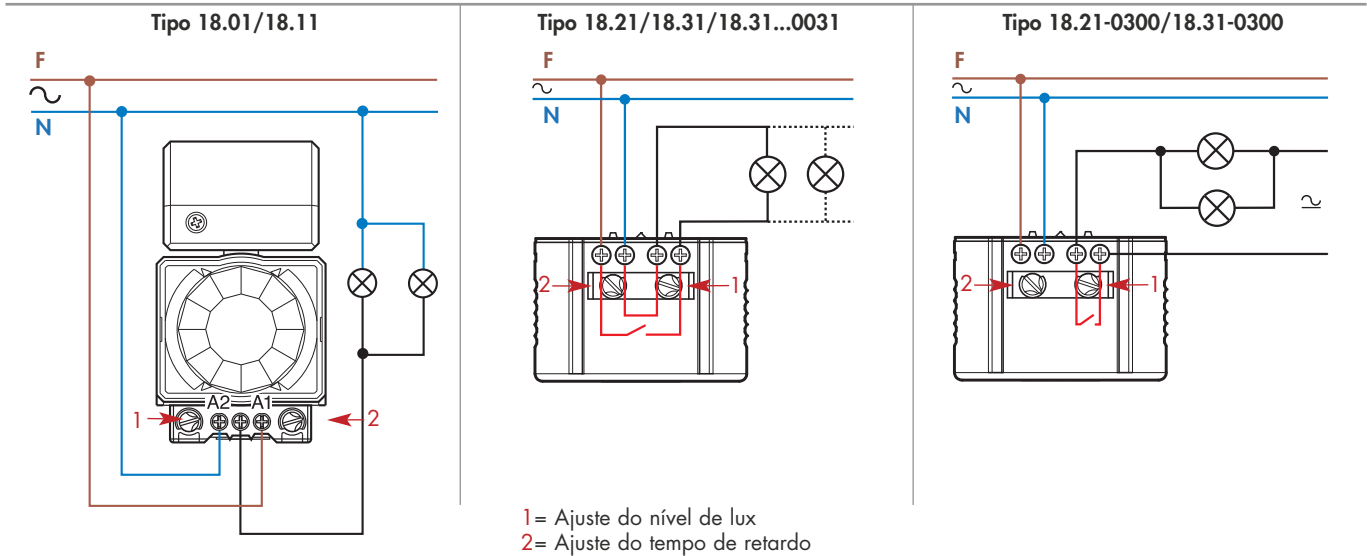 Tipo 18.01/18.11
F
N
A2 A1
1
2
Tipo 18.21/18.31/18.31...0031
F
N
2
1
Tipo 18.21-0300/18.31-0300
F
N
2
1
1= Ajuste do nível de lux
2= Ajuste do tempo de retardo